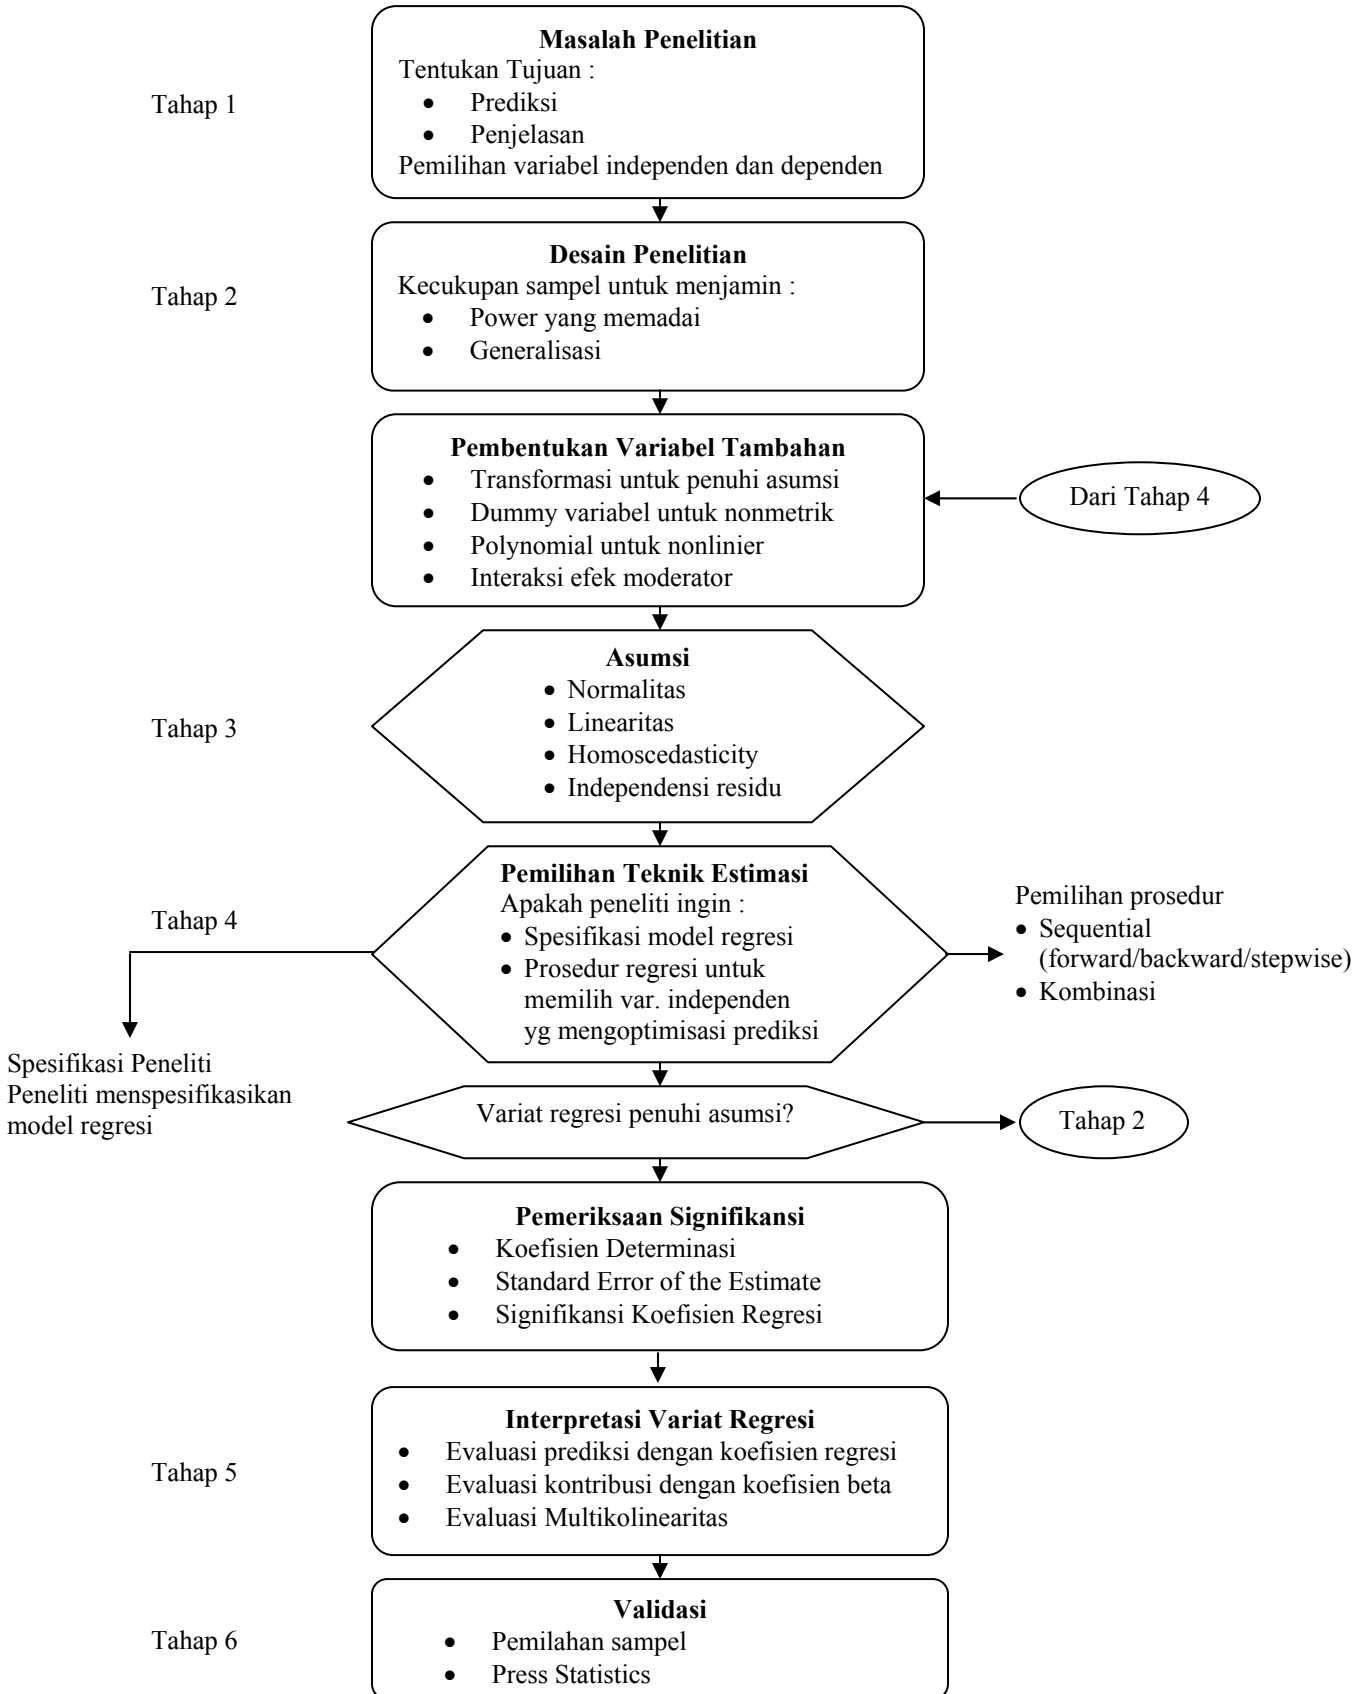 Masalah Penelitian
Tentukan Tujuan :
• Prediksi
• Penjelasan
Pemilihan variabel independen dan dependen
Tahap 1
Desain Penelitian
Kecukupan sampel untuk menjamin :
• Power yang memadai
• Generalisasi
Tahap 2
Pembentukan Variabel Tambahan
• Transformasi untuk penuhi asumsi
• Dummy variabel untuk nonmetrik
• Polynomial untuk nonlinier
• Interaksi efek moderator
Dari Tahap 4
Asumsi
• Normalitas
• Linearitas
• Homoscedasticity
• Independensi residu
Tahap 3
Pemilihan Teknik Estimasi
Apakah peneliti ingin :
• Spesifikasi model regresi
• Prosedur regresi untuk
memilih var. independen
yg mengoptimisasi prediksi
Tahap 4
Pemilihan prosedur
• Sequential
(forward/backward/stepwise)
• Kombinasi
Spesifikasi Peneliti
Peneliti menspesifikasikan
model regresi
Variat regresi penuhi asumsi?
Tahap 2
Pemeriksaan Signifikansi
• Koefisien Determinasi
• Standard Error of the Estimate
• Signifikansi Koefisien Regresi
Interpretasi Variat Regresi
• Evaluasi prediksi dengan koefisien regresi
• Evaluasi kontribusi dengan koefisien beta
• Evaluasi Multikolinearitas
Tahap 5
Validasi
• Pemilahan sampel
• Press Statistics
Tahap 6